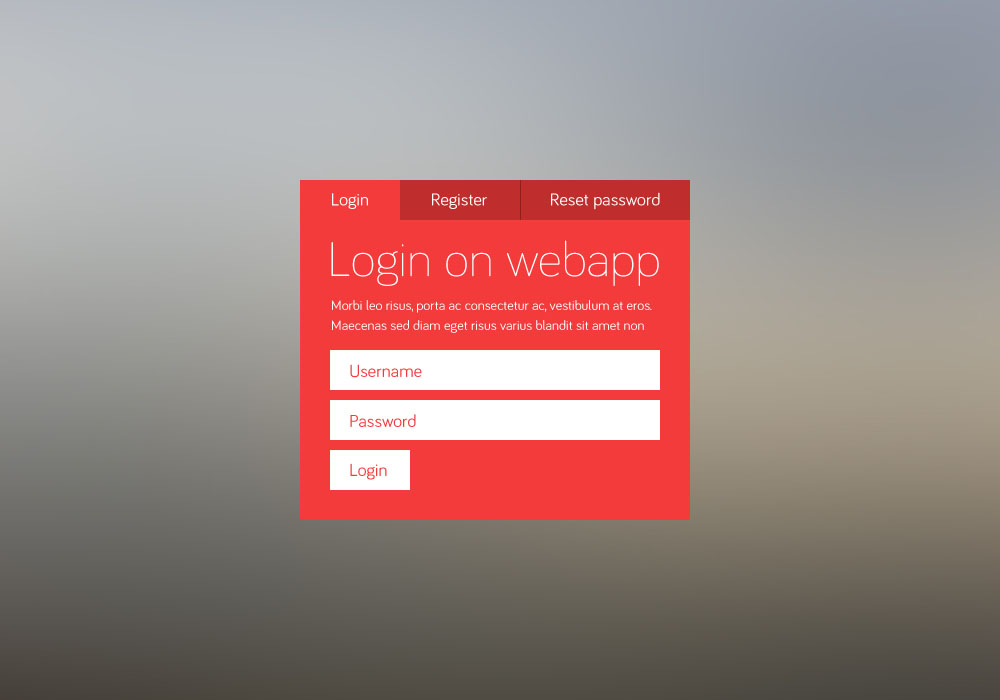 Login Register Reset password
Login on webapp
Morbi leo risus, porta ac consectetur ac, vestibulum at eros.
Maecenas sed diam eget risus varius blandit sit amet non
Username
Password
Login